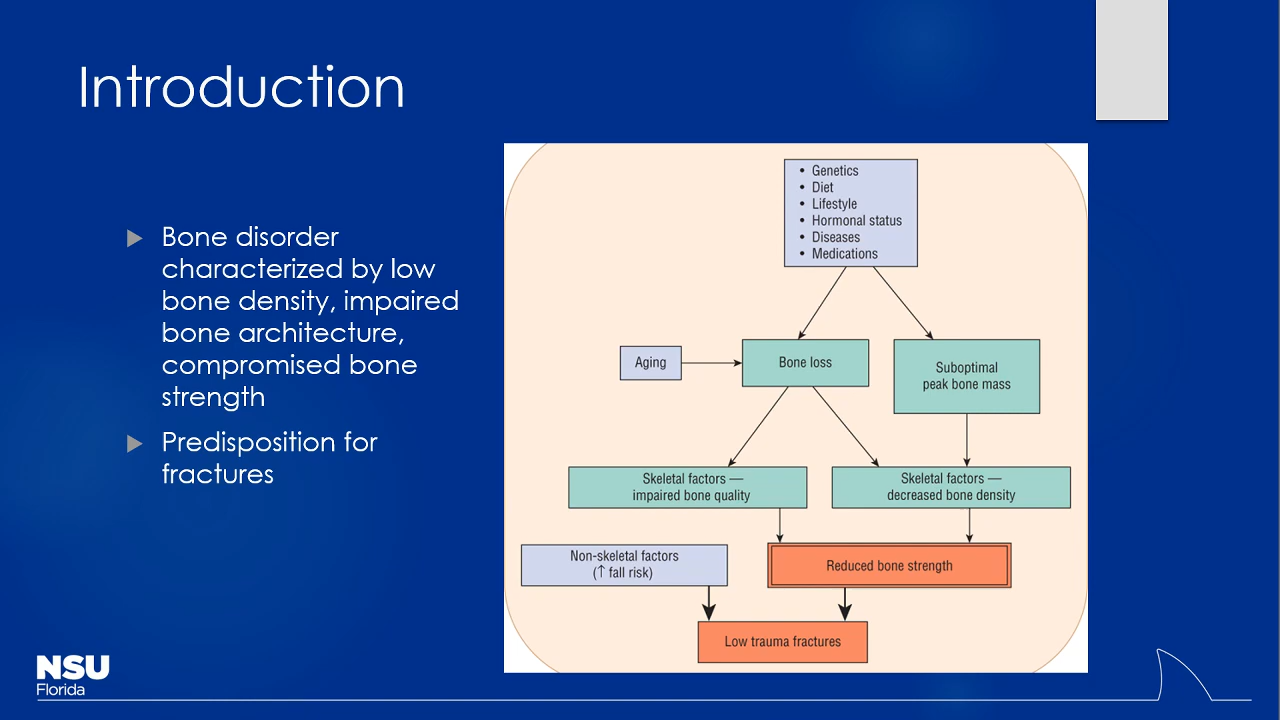 Introduction
Bone disorder
characterized by low
bone density, impaired
bone architecture,
compromised bone
strength
Predisposition for
fractures
• Genetics
• Diet
• Lifestyle
• Hormonal status
• Diseases
• Medications
Aging
Bone loss
Suboptimal
peak bone mass
Skeletal factors —
impaired bone quality
Skeletal factors —
decreased bone density
Non-skeletal factors
(↑ fall risk)
Reduced bone strength
Low trauma fractures
NSU
Florida